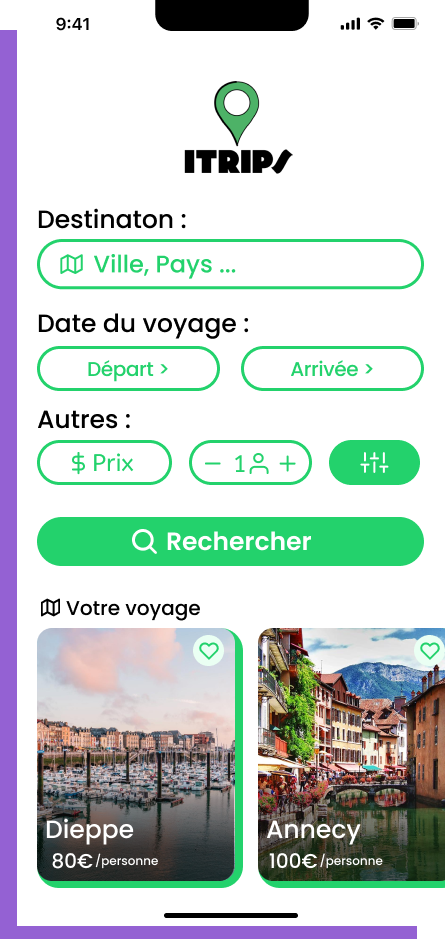 9:41
ITRIPS
Destinaton :
Ville, Pays ...
Date du voyage :
Départ > Arrivée >
Autres :
$ Prix − 1 +
Rechercher
Votre voyage
Dieppe Annecy
80€/personne 100€/personne